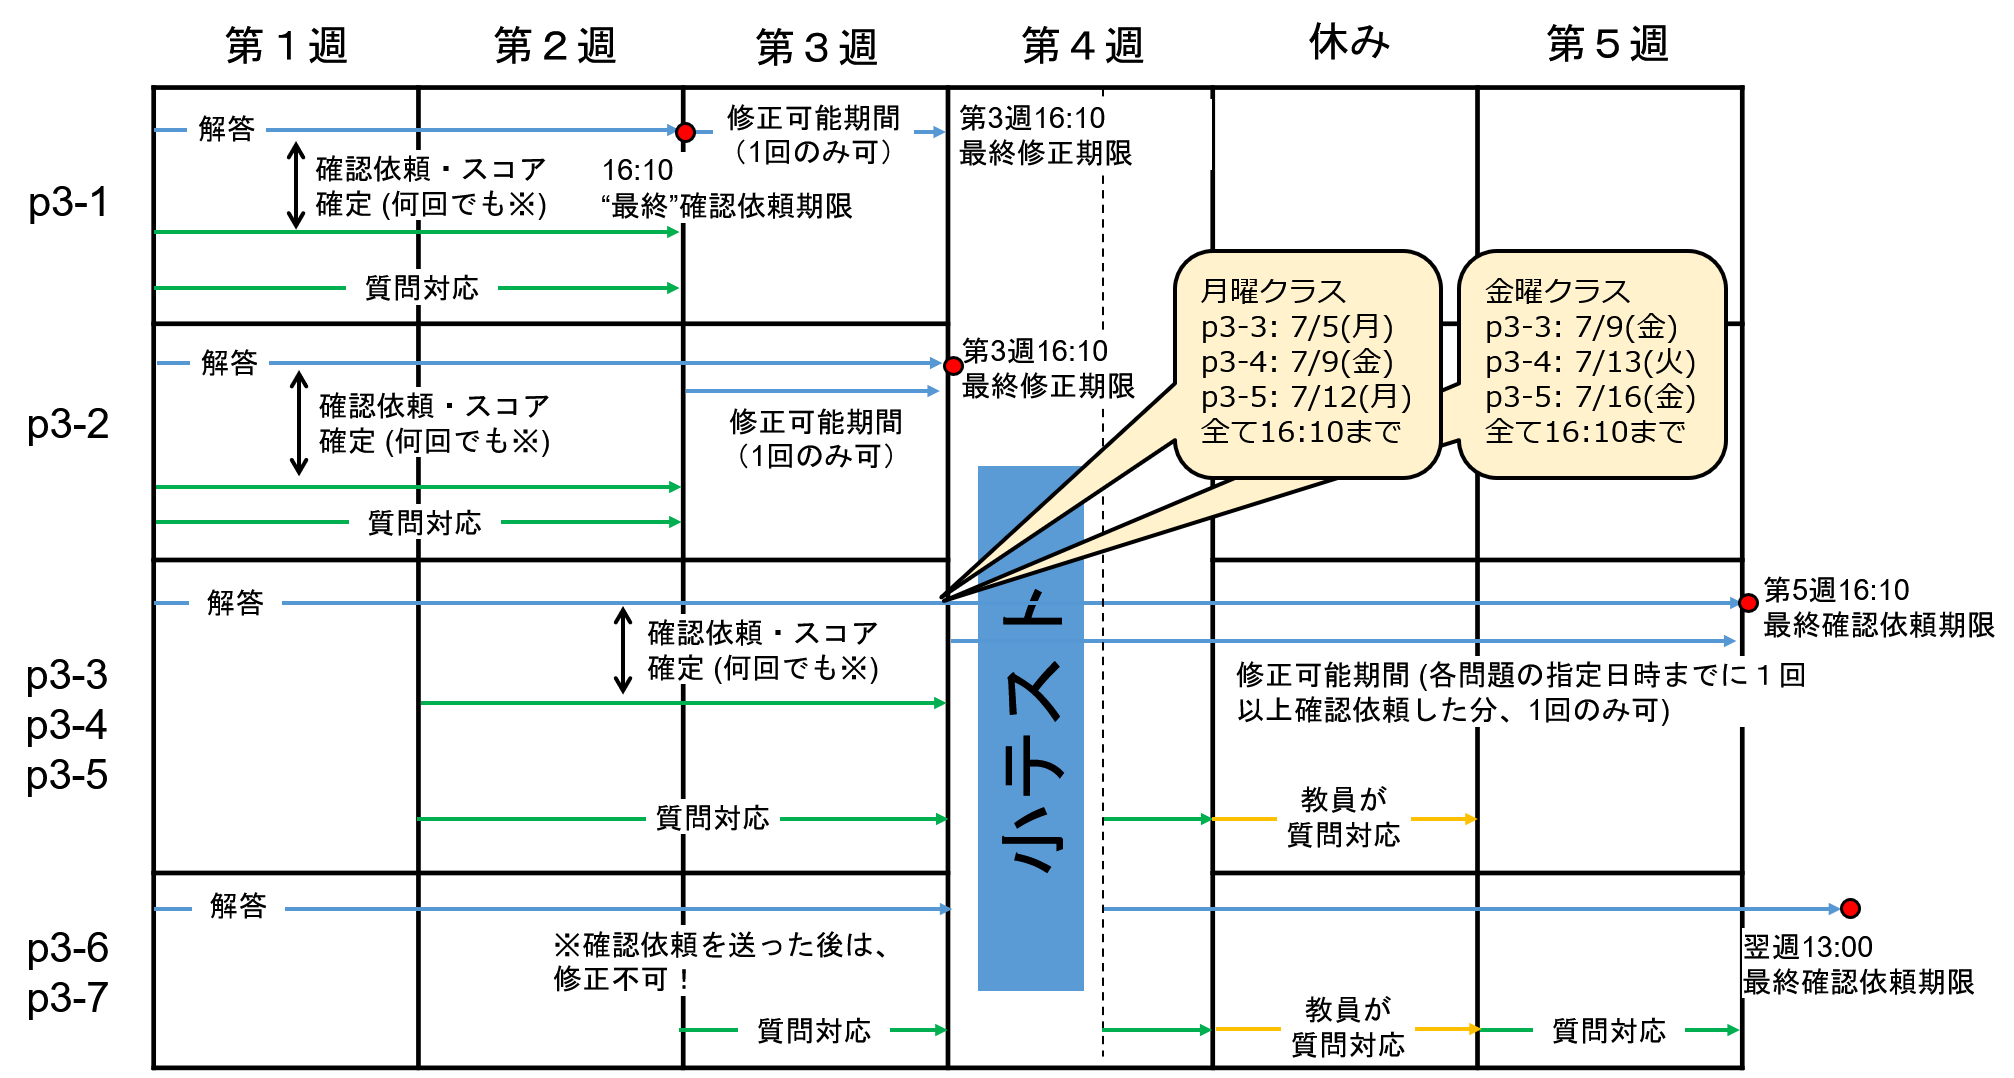 第１週
第２週
第３週
第４週
休み
第５週
p3-1
解答
確認依頼・スコア
確定 (何回でも※)
質問対応
16:10
“最終”確認依頼期限
修正可能期間
（1回のみ可）
第3週16:10
最終修正期限
p3-2
解答
確認依頼・スコア
確定 (何回でも※)
質問対応
修正可能期間
（1回のみ可）
第3週16:10
最終修正期限
月曜クラス
p3-3: 7/5(月)
p3-4: 7/9(金)
p3-5: 7/12(月)
全て16:10まで
金曜クラス
p3-3: 7/9(金)
p3-4: 7/13(火)
p3-5: 7/16(金)
全て16:10まで
p3-3
p3-4
p3-5
解答
確認依頼・スコア
確定 (何回でも※)
質問対応
小テスト
第5週16:10
最終確認依頼期限
修正可能期間 (各問題の指定日時までに１回
以上確認依頼した分、1回のみ可)
教員が
質問対応
p3-6
p3-7
解答
※確認依頼を送った後は、
修正不可！
質問対応
教員が
質問対応
質問対応
翌週13:00
最終確認依頼期限